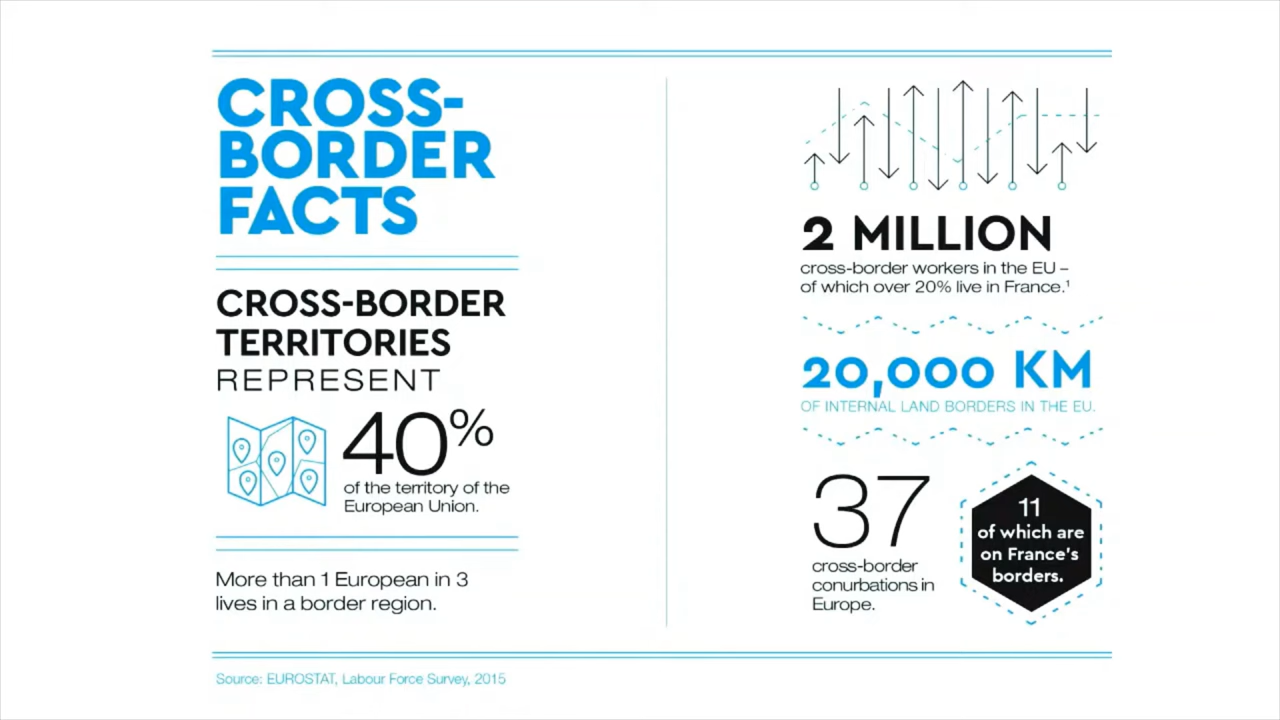 CROSS-
BORDER
FACTS
CROSS-BORDER
TERRITORIES
REPRESENT
40%
of the territory of the
European Union.
More than 1 European in 3
lives in a border region.
2 MILLION
cross-border workers in the EU –
of which over 20% live in France.¹
20,000 KM
OF INTERNAL LAND BORDERS IN THE EU.
37
cross-border
conurbations in
Europe.
11
of which are
on France's
borders.
Source: EUROSTAT, Labour Force Survey, 2015